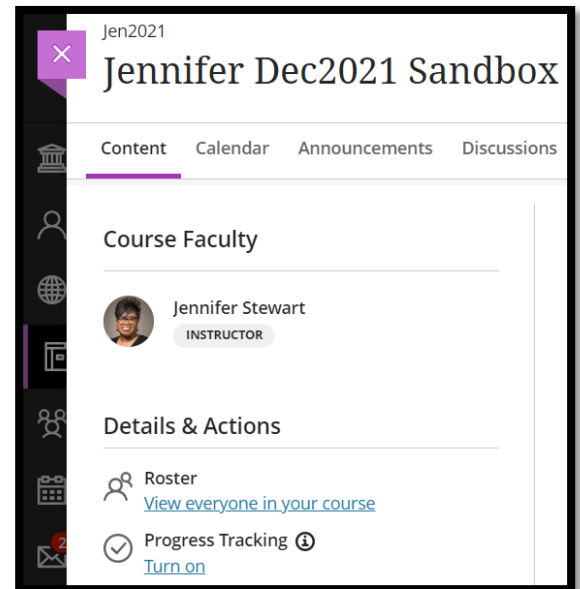 Jen2021
Jennifer Dec2021 Sandbox
Content Calendar Announcements Discussions
Course Faculty
Jennifer Stewart
INSTRUCTOR
Details & Actions
Roster
View everyone in your course
Progress Tracking
Turn on
2